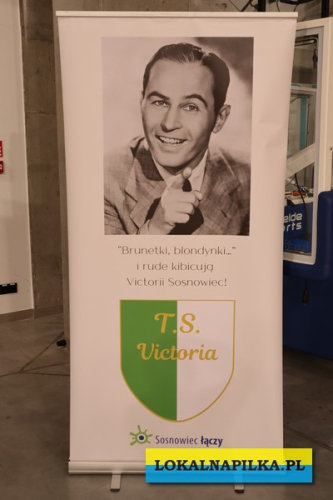 "Brunetki, blondynki..."
i rude kibicują
Victorii Sosnowiec!
T.S.
Victoria
Sosnowiec łączy
LOKALNAPILKA.PL